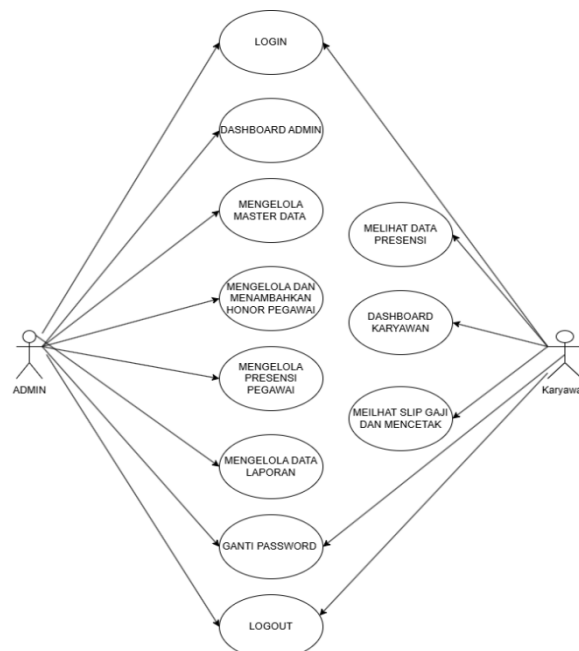 LOGIN
DASHBOARD ADMIN
MENGELOLA
MASTER DATA
MELIHAT DATA
PRESENSI
MENGELOLA DAN
MENAMBAHKAN
HONOR PEGAWAI
DASHBOARD
KARYAWAN
ADMIN
Karyawa
MENGELOLA
PRESENSI
PEGAWAI
MEILHAT SLIP GAJI
DAN MENCETAK
MENGELOLA DATA
LAPORAN
GANTI PASSWORD
LOGOUT